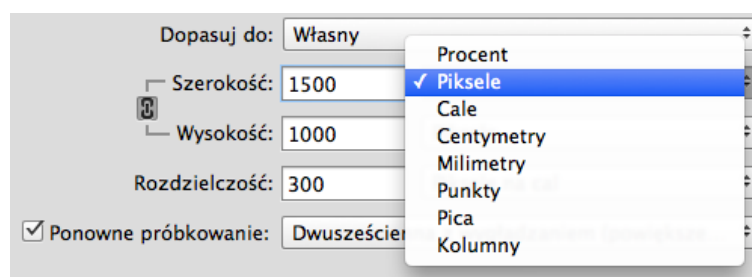 Dopasuj do: Własny
Procent
Szerokość: 1500 ✓ Piksele
Cale
Wysokość: 1000 Centymetry
Milimetry
Rozdzielczość: 300 Punkty
Pica
Ponowne próbkowanie: Dwusześcien Kolumny